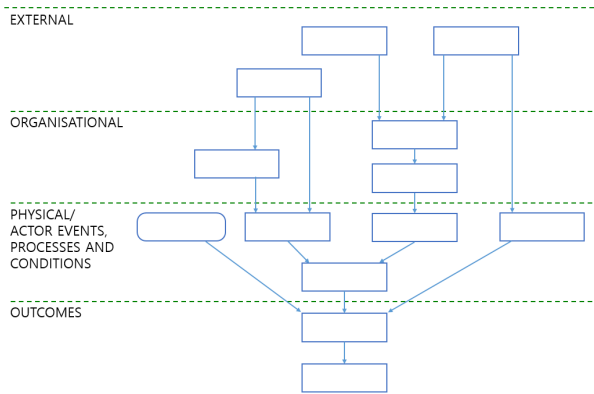 EXTERNAL
ORGANISATIONAL
PHYSICAL/
ACTOR EVENTS,
PROCESSES AND
CONDITIONS
OUTCOMES